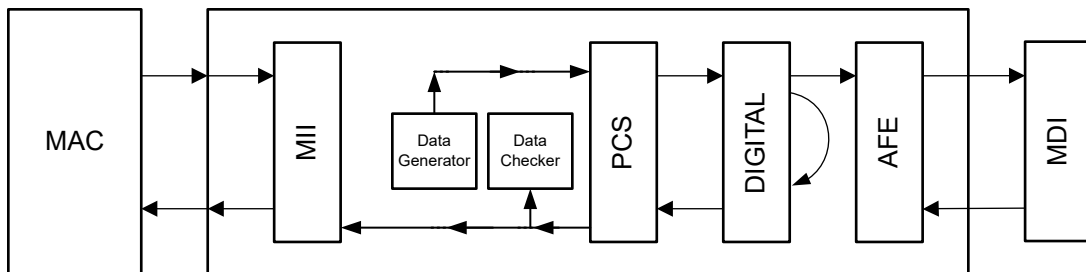 MAC
MII
Data
Generator
Data
Checker
PCS
DIGITAL
AFE
MDI